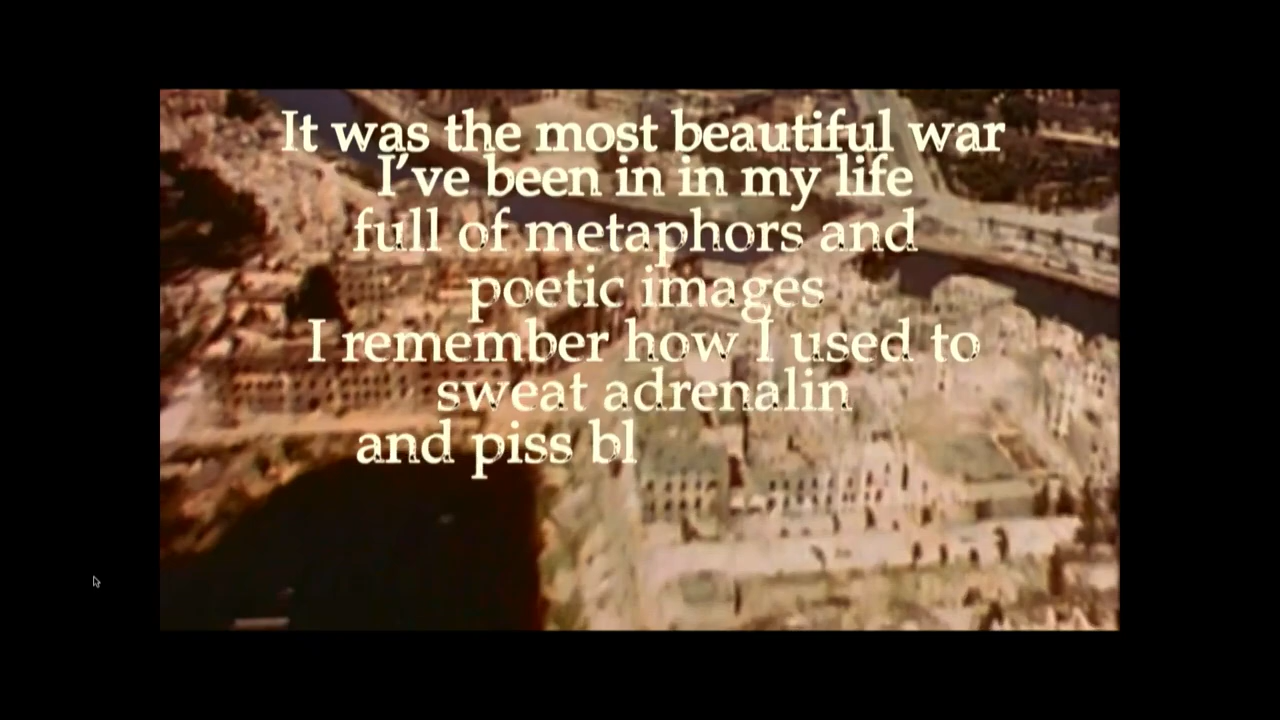 It was the most beautiful war
I've been in in my life
full of metaphors and
poetic images
I remember how I used to
sweat adrenalin
and piss bl